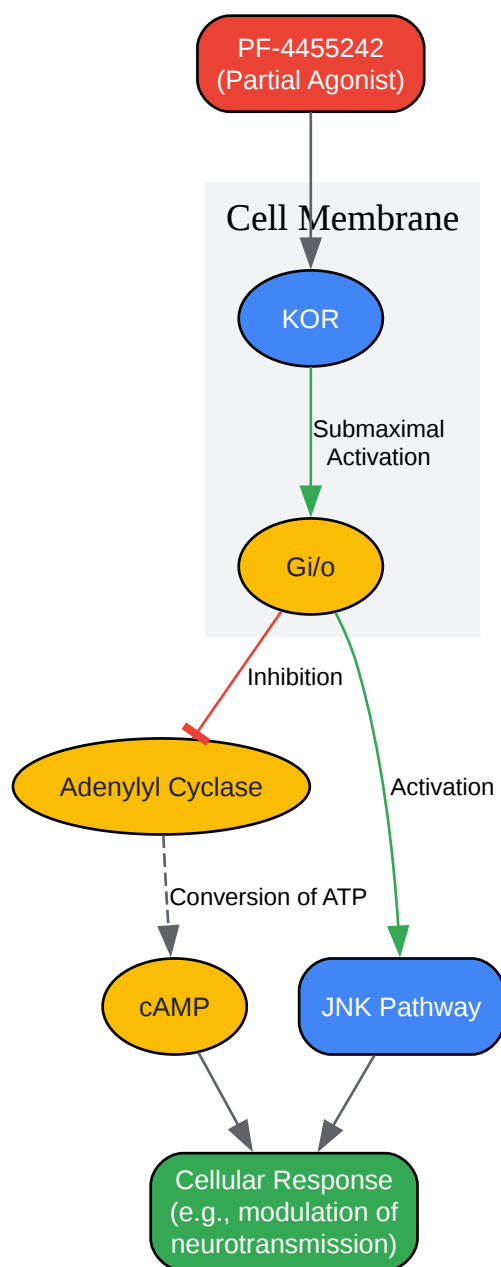 PF-4455242
(Partial Agonist)
Cell Membrane
KOR
Submaximal
Activation
Gi/o
Inhibition
Adenylyl Cyclase
Activation
Conversion of ATP
cAMP
JNK Pathway
Cellular Response
(e.g., modulation of
neurotransmission)